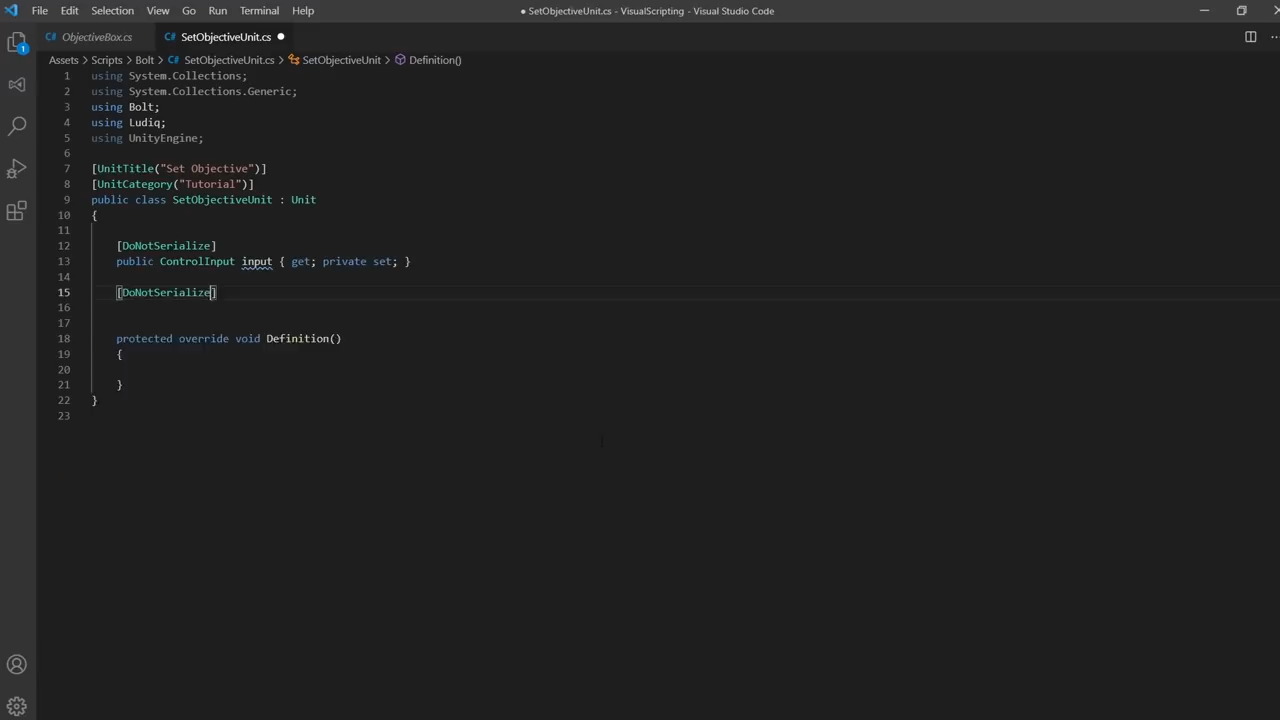 File Edit Selection View Go Run Terminal Help
● SetObjectiveUnit.cs - VisualScripting - Visual Studio Code
C# ObjectiveBox.cs C# SetObjectiveUnit.cs ●
Assets > Scripts > Bolt > C# SetObjectiveUnit.cs > SetObjectiveUnit > Definition()
1 using System.Collections;
2 using System.Collections.Generic;
3 using Bolt;
4 using Ludiq;
5 using UnityEngine;
6
7 [UnitTitle("Set Objective")]
8 [UnitCategory("Tutorial")]
9 public class SetObjectiveUnit : Unit
10 {
11
12 [DoNotSerialize]
13 public ControlInput input { get; private set; }
14
15 [DoNotSerialize]
16
17
18 protected override void Definition()
19 {
20
21 }
22 }
23
1